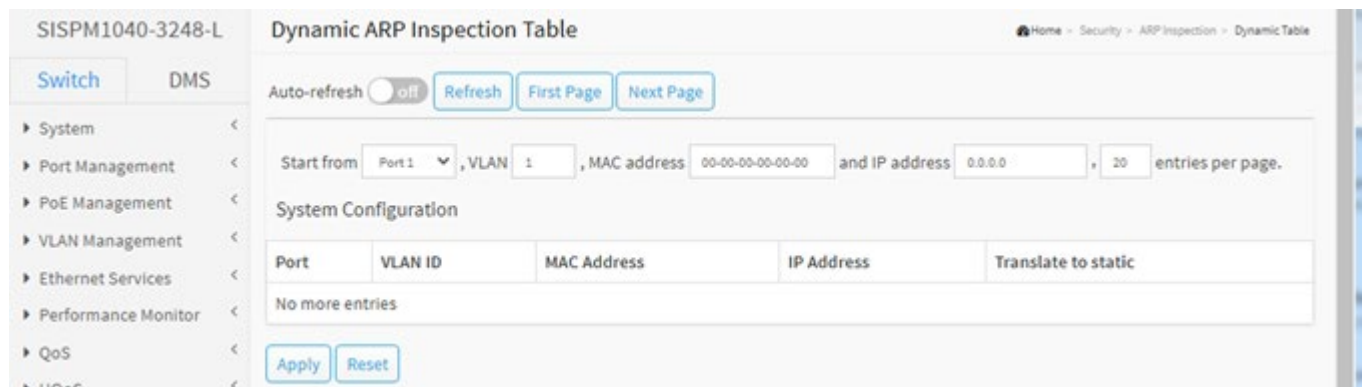 SISPM1040-3248-L
Dynamic ARP Inspection Table
Home > Security > ARP Inspection > Dynamic Table
Switch DMS
Auto-refresh off Refresh First Page Next Page
System
Port Management
PoE Management
VLAN Management
Ethernet Services
Performance Monitor
QoS
Start from Port 1 , VLAN 1 , MAC address 00-00-00-00-00-00 and IP address 0.0.0.0 , 20 entries per page.
System Configuration
Port VLAN ID MAC Address IP Address Translate to static
No more entries
Apply Reset